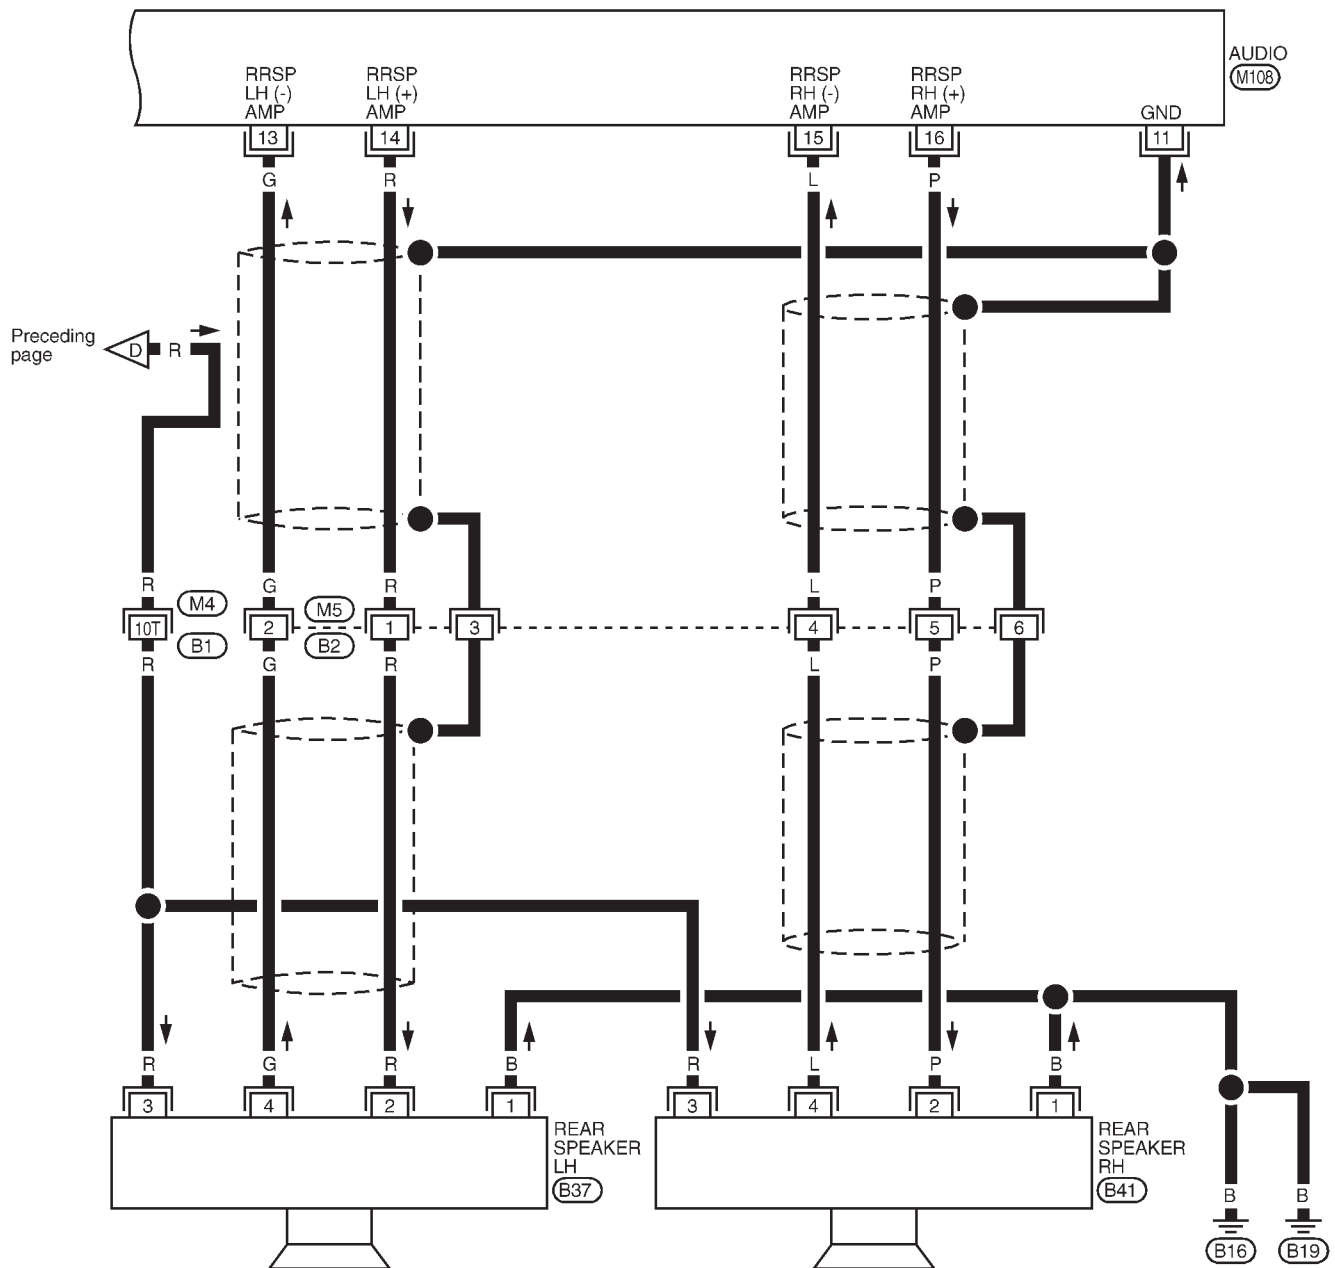 AUDIO
M108
RRSP
LH (-)
AMP
RRSP
LH (+)
AMP
RRSP
RH (-)
AMP
RRSP
RH (+)
AMP
GND
13
14
15
16
11
G
R
L
P
Preceding
page
D
R
R
G
R
L
P
M4
M5
10T
2
1
3
4
5
6
B1
B2
R
G
R
L
P
R
G
R
B
R
L
P
B
3
4
2
1
3
4
2
1
REAR
SPEAKER
LH
B37
REAR
SPEAKER
RH
B41
B
B
B16
B19